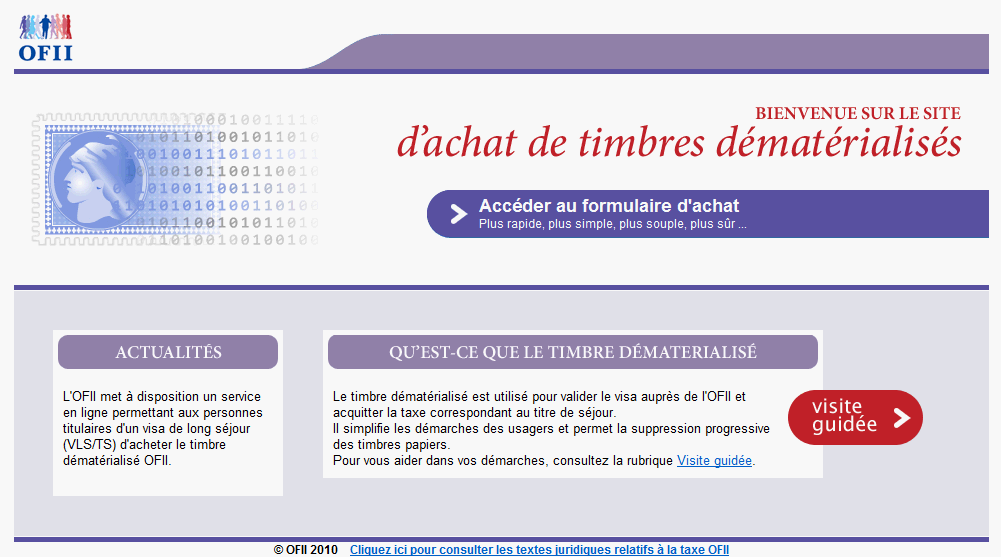 OFII
BIENVENUE SUR LE SITE
d'achat de timbres dématérialisés
Accéder au formulaire d'achat
Plus rapide, plus simple, plus souple, plus sûr ...
ACTUALITÉS
L'OFII met à disposition un service
en ligne permettant aux personnes
titulaires d'un visa de long séjour
(VLS/TS) d'acheter le timbre
dématérialisé OFII.
QU'EST-CE QUE LE TIMBRE DÉMATERIALISÉ
Le timbre dématérialisé est utilisé pour valider le visa auprès de l'OFII et
acquitter la taxe correspondant au titre de séjour.
Il simplifie les démarches des usagers et permet la suppression progressive
des timbres papiers.
Pour vous aider dans vos démarches, consultez la rubrique Visite guidée.
visite
guidée
© OFII 2010 Cliquez ici pour consulter les textes juridiques relatifs à la taxe OFII